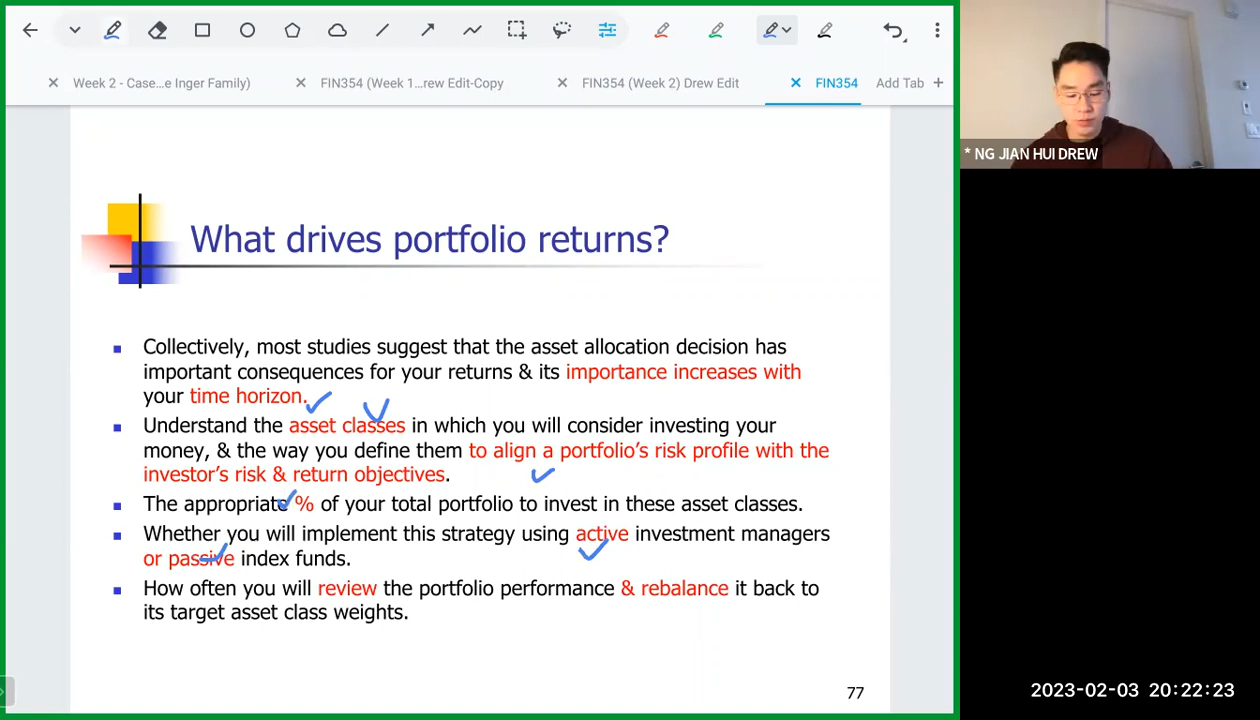 Week 2 - Case...e Inger Family)
FIN354 (Week 1...rew Edit-Copy
FIN354 (Week 2) Drew Edit
FIN354
Add Tab
* NG JIAN HUI DREW
What drives portfolio returns?
Collectively, most studies suggest that the asset allocation decision has
important consequences for your returns & its importance increases with
your time horizon.
Understand the asset classes in which you will consider investing your
money, & the way you define them to align a portfolio's risk profile with the
investor's risk & return objectives.
The appropriate % of your total portfolio to invest in these asset classes.
Whether you will implement this strategy using active investment managers
or passive index funds.
How often you will review the portfolio performance & rebalance it back to
its target asset class weights.
77
2023-02-03 20:22:23